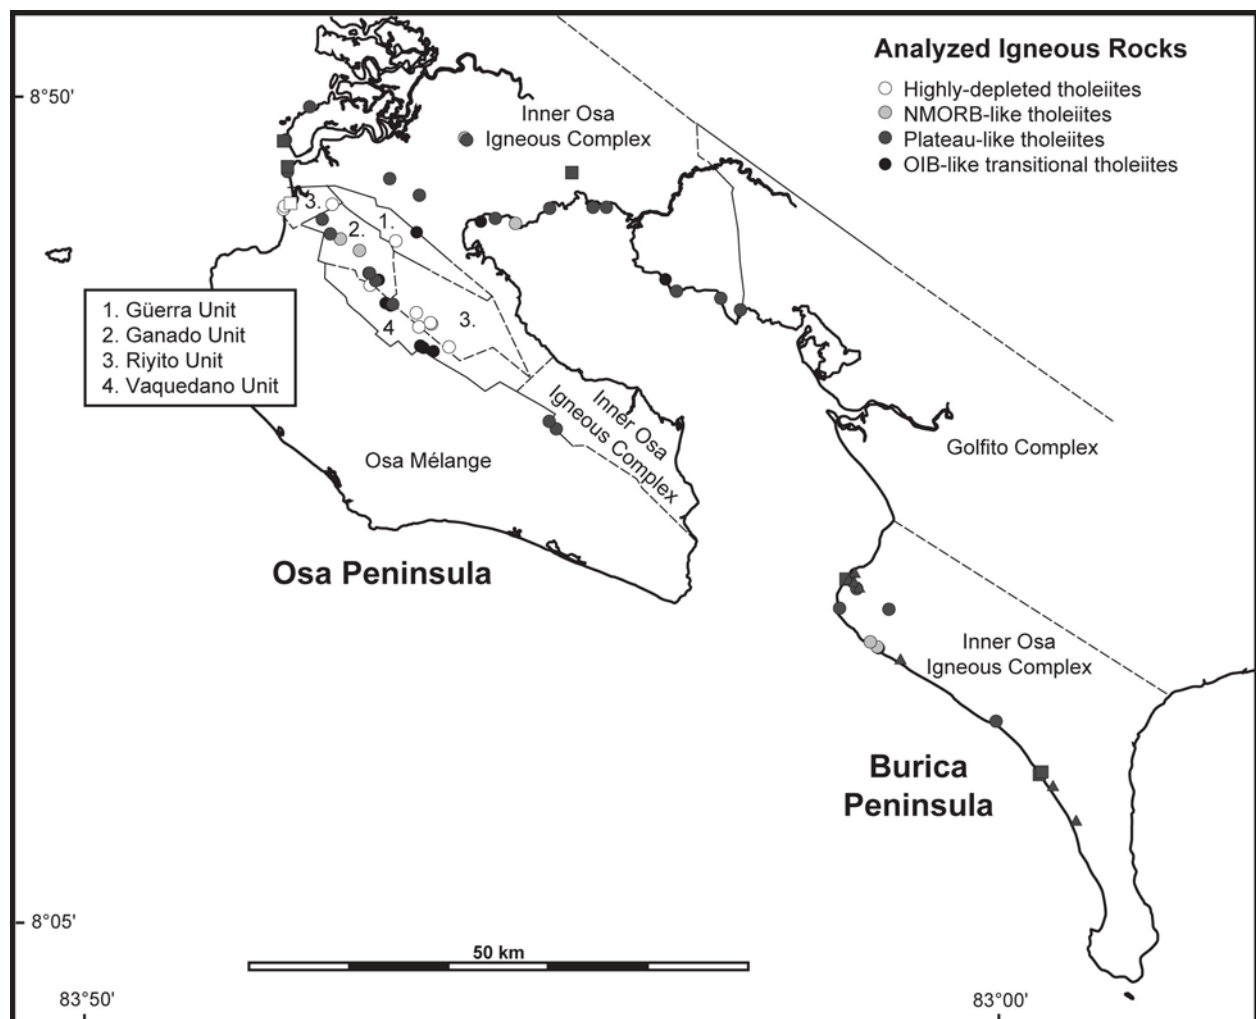 Analyzed Igneous Rocks
Highly-depleted tholeiites
NMORB-like tholeiites
Plateau-like tholeiites
OIB-like transitional tholeiites
8°50'
Inner Osa
Igneous Complex
3.
1.
2.
3.
4
1. Güerra Unit
2. Ganado Unit
3. Riyito Unit
4. Vaquedano Unit
Inner Osa
Igneous Complex
Golfito Complex
Osa Mélange
Osa Peninsula
Inner Osa
Igneous Complex
Burica
Peninsula
8°05'
50 km
83°50'
83°00'